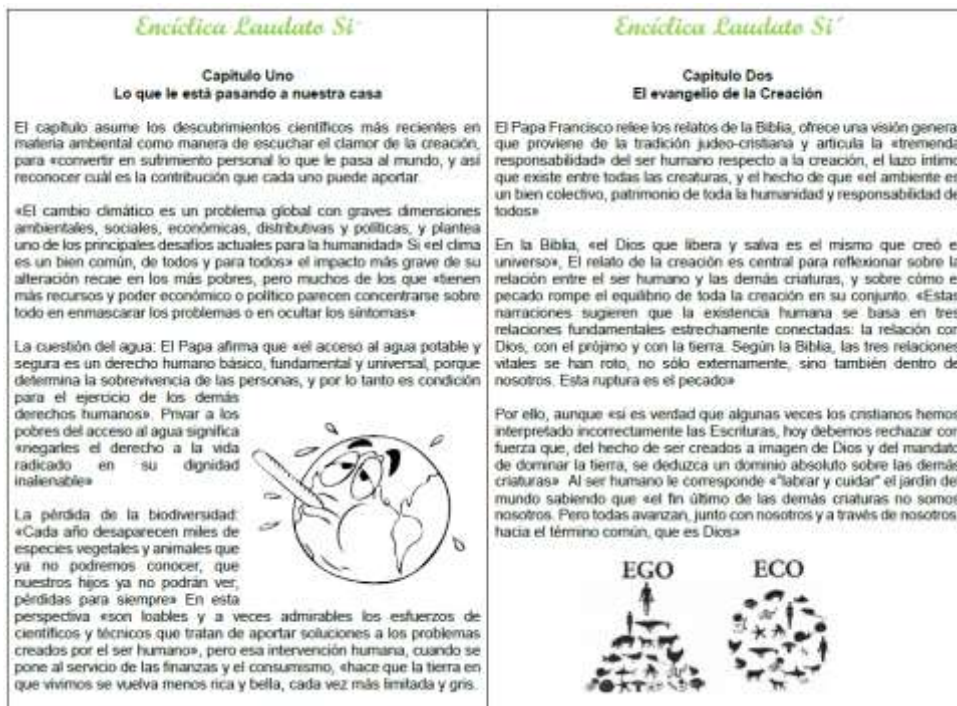 Encíclica Laudato Si´
Capítulo Uno
Lo que le está pasando a nuestra casa
El capítulo asume los descubrimientos científicos más recientes en
materia ambiental como manera de escuchar el clamor de la creación,
para «convertir en sufrimiento personal lo que le pasa al mundo, y así
reconocer cuál es la contribución que cada uno puede aportar.
«El cambio climático es un problema global con graves dimensiones
ambientales, sociales, económicas, distributivas y políticas, y plantea
uno de los principales desafíos actuales para la humanidad» Si «el clima
es un bien común, de todos y para todos» el impacto más grave de su
alteración recae en los más pobres, pero muchos de los que «tienen
más recursos y poder económico o político parecen concentrarse sobre
todo en enmascarar los problemas o en ocultar los síntomas»
La cuestión del agua: El Papa afirma que «el acceso al agua potable y
segura es un derecho humano básico, fundamental y universal, porque
determina la sobrevivencia de las personas, y por lo tanto es condición
para el ejercicio de los demás
derechos humanos». Privar a los
pobres del acceso al agua significa
«negarles el derecho a la vida
radicado en su dignidad
inalienable»
La pérdida de la biodiversidad:
«Cada año desaparecen miles de
especies vegetales y animales que
ya no podremos conocer, que
nuestros hijos ya no podrán ver,
pérdidas para siempre» En esta
perspectiva «son loables y a veces admirables los esfuerzos de
científicos y técnicos que tratan de aportar soluciones a los problemas
creados por el ser humano», pero esa intervención humana, cuando se
pone al servicio de las finanzas y el consumismo, «hace que la tierra en
que vivimos se vuelva menos rica y bella, cada vez más limitada y gris.
Encíclica Laudato Si´
Capítulo Dos
El evangelio de la Creación
El Papa Francisco relee los relatos de la Biblia, ofrece una visión genera
que proviene de la tradición judeo-cristiana y articula la «tremenda
responsabilidad» del ser humano respecto a la creación, el lazo íntimo
que existe entre todas las creaturas, y el hecho de que «el ambiente es
un bien colectivo, patrimonio de toda la humanidad y responsabilidad de
todos»
En la Biblia, «el Dios que libera y salva es el mismo que creó e
universo», El relato de la creación es central para reflexionar sobre la
relación entre el ser humano y las demás criaturas, y sobre cómo e
pecado rompe el equilibrio de toda la creación en su conjunto. «Estas
narraciones sugieren que la existencia humana se basa en tres
relaciones fundamentales estrechamente conectadas: la relación con
Dios, con el prójimo y con la tierra. Según la Biblia, las tres relaciones
vitales se han roto, no sólo externamente, sino también dentro de
nosotros. Esta ruptura es el pecado»
Por ello, aunque «si es verdad que algunas veces los cristianos hemos
interpretado incorrectamente las Escrituras, hoy debemos rechazar con
fuerza que, del hecho de ser creados a imagen de Dios y del mandato
de dominar la tierra, se deduzca un dominio absoluto sobre las demás
criaturas» Al ser humano le corresponde «"labrar y cuidar" el jardín del
mundo sabiendo que «el fin último de las demás criaturas no somos
nosotros. Pero todas avanzan, junto con nosotros y a través de nosotros,
hacia el término común, que es Dios»
EGO ECO